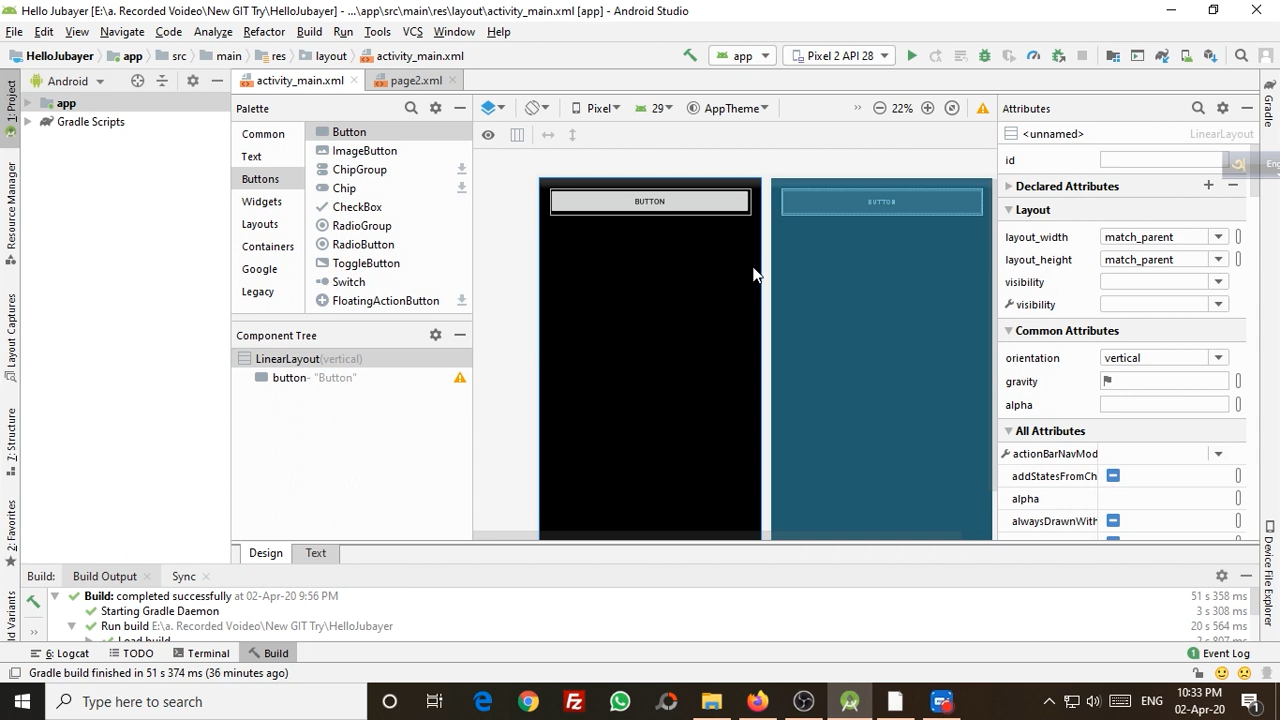 Hello Jubayer [E:\a. Recorded Voideo\New GIT Try\HelloJubayer] - ...\app\src\main\res\layout\activity_main.xml [app] - Android Studio
File Edit View Navigate Code Analyze Refactor Build Run Tools VCS Window Help
HelloJubayer app src main res layout activity_main.xml app Pixel 2 API 28
Android activity_main.xml page2.xml
Palette Pixel 29 AppTheme » 22% Attributes
Common Button <unnamed> LinearLayout
Text ImageButton id
Buttons ChipGroup Declared Attributes
Widgets Chip Layout
Layouts CheckBox layout_width match_parent
Containers RadioGroup layout_height match_parent
Google RadioButton visibility
Legacy ToggleButton visibility
Switch
FloatingActionButton
app
Gradle Scripts
BUTTON BUTTON
Eng
Component Tree
LinearLayout(vertical)
button- "Button"
Common Attributes
orientation vertical
gravity
alpha
All Attributes
actionBarNavMod
addStatesFromCh
alpha
alwaysDrawnWith
Design Text
1: Project
Resource Manager
Layout Captures
7: Structure
2: Favorites
ld Variants
Gradle
Device File Explorer
Build: Build Output Sync
Build: completed successfully at 02-Apr-20 9:56 PM 51 s 358 ms
Starting Gradle Daemon 3 s 308 ms
Run build E:\a. Recorded Voideo\New GIT Try\HelloJubayer 20 s 564 ms
Load build 2 s 807 ms
6: Logcat TODO Terminal Build 1 Event Log
Gradle build finished in 51 s 374 ms (36 minutes ago)
Type here to search ENG 10:33 PM
02-Apr-20 1